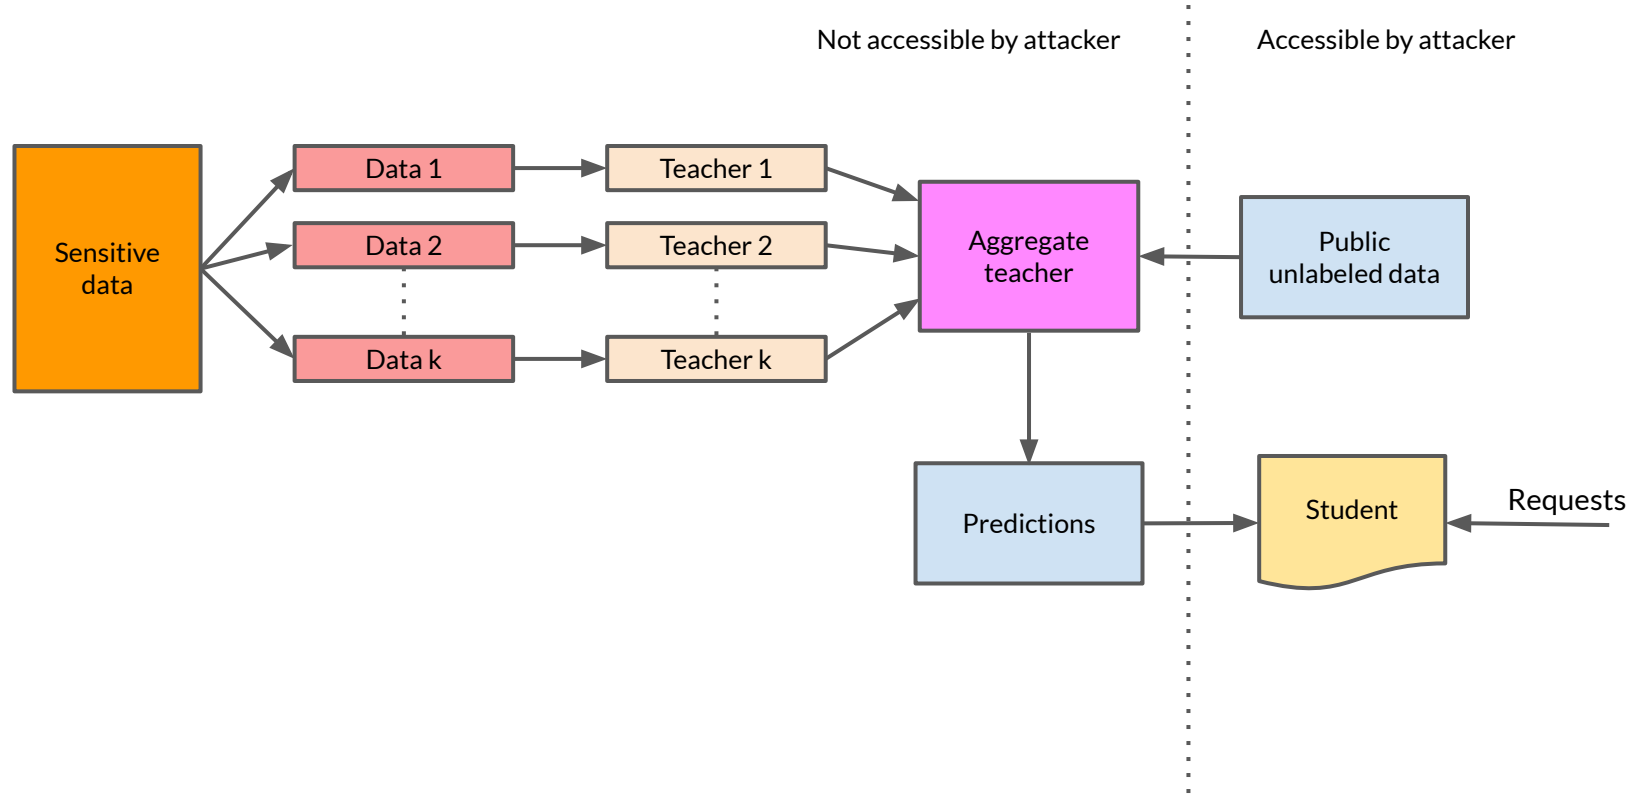 Not accessible by attacker
Accessible by attacker
Sensitive
data
Data 1
Teacher 1
Data 2
Teacher 2
Data k
Teacher k
Aggregate
teacher
Public
unlabeled data
Predictions
Student
Requests